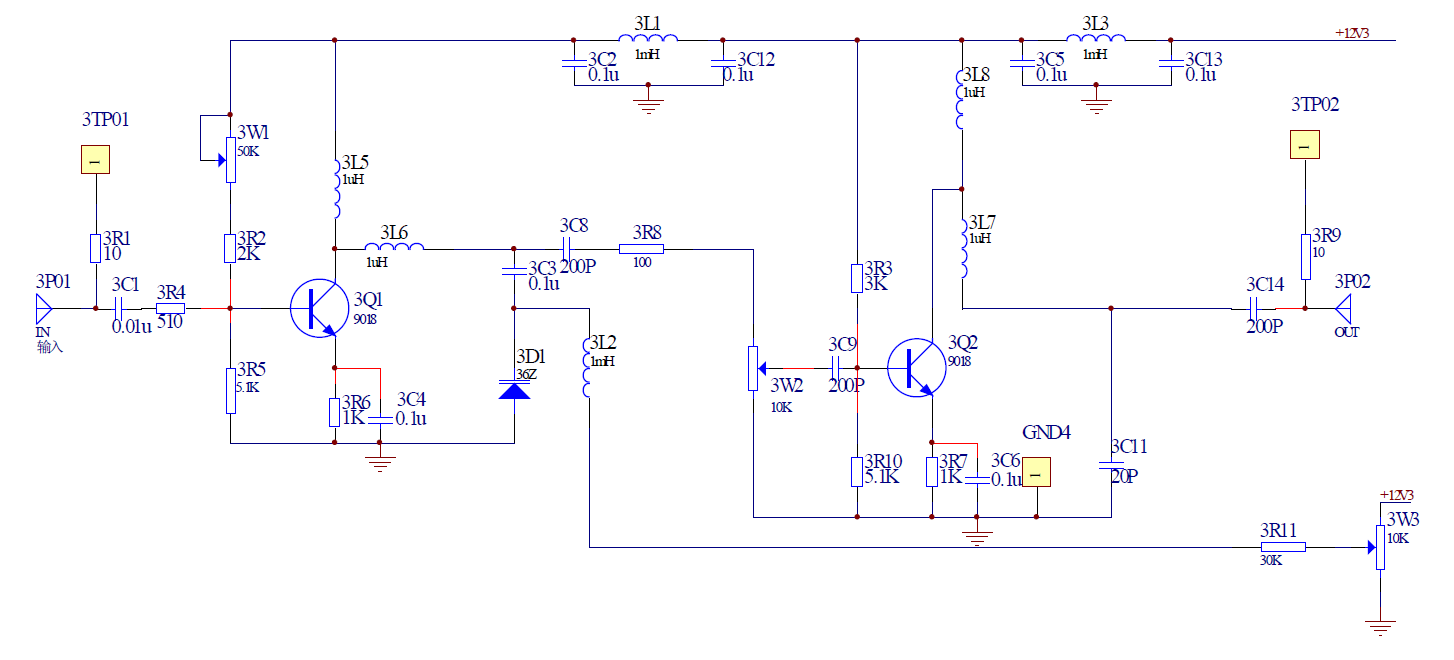 3L1
1mH
3L3
1mH
+12V3
3C2
0.1u
3C12
0.1u
3C5
0.1u
3C13
0.1u
3L8
1uH
3TP01
1
3W1
50K
3TP02
1
3L5
1uH
3R1
10
3R2
2K
3L6
1uH
3C8
200P
3R8
100
3L7
1uH
3R9
10
3C3
0.1u
3R3
3K
3P01
IN
输入
3C1
0.01u
3R4
510
3Q1
9018
3C14
200P
3P02
OUT
3R5
5.1K
3R6
1K
3C4
0.1u
3D1
36Z
3L2
1mH
3W2
10K
3C9
200P
3Q2
9018
GND4
1
3R10
5.1K
3R7
1K
3C6
0.1u
3C11
20P
+12V3
3W3
10K
3R11
30K